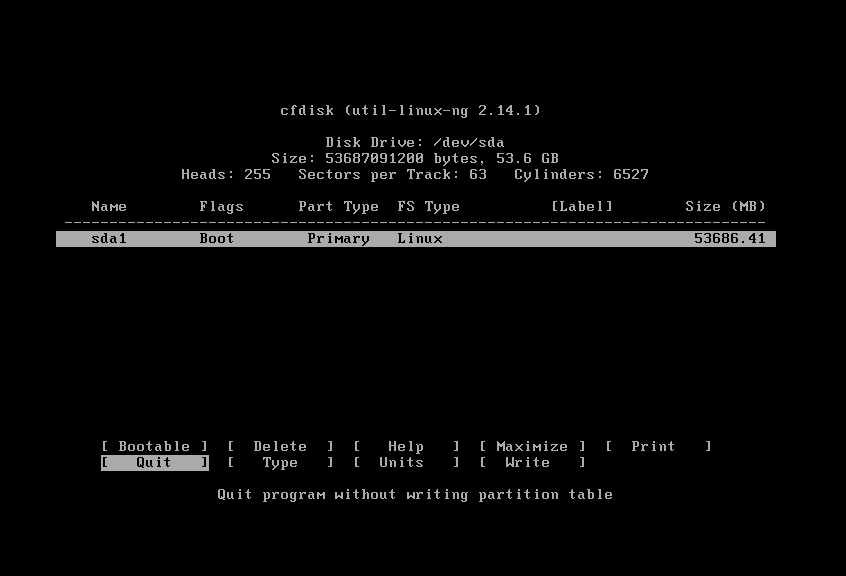 cfdisk (util-linux-ng 2.14.1)
Disk Drive: /dev/sda
Size: 53687091200 bytes, 53.6 GB
Heads: 255   Sectors per Track: 63   Cylinders: 6527
Name        Flags      Part Type  FS Type          [Label]        Size (MB)
------------------------------------------------------------------------------
sda1        Boot        Primary   Linux                            53686.41
[ Bootable ]  [  Delete  ]  [   Help   ]  [ Maximize ]  [  Print   ]
[   Quit   ]  [   Type   ]  [  Units   ]  [  Write   ]
Quit program without writing partition table